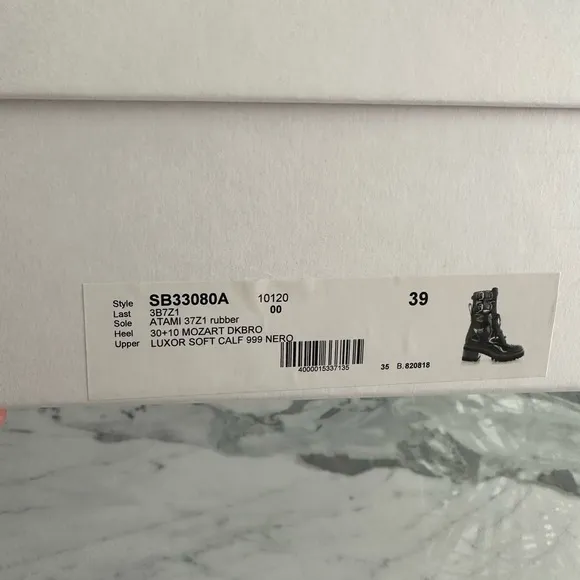 Style SB33080A 10120 39
Last 3B7Z1 00
Sole ATAMI 37Z1 rubber
Heel 30+10 MOZART DKBRO
Upper LUXOR SOFT CALF 999 NERO
4000015337135 35 B. 820818